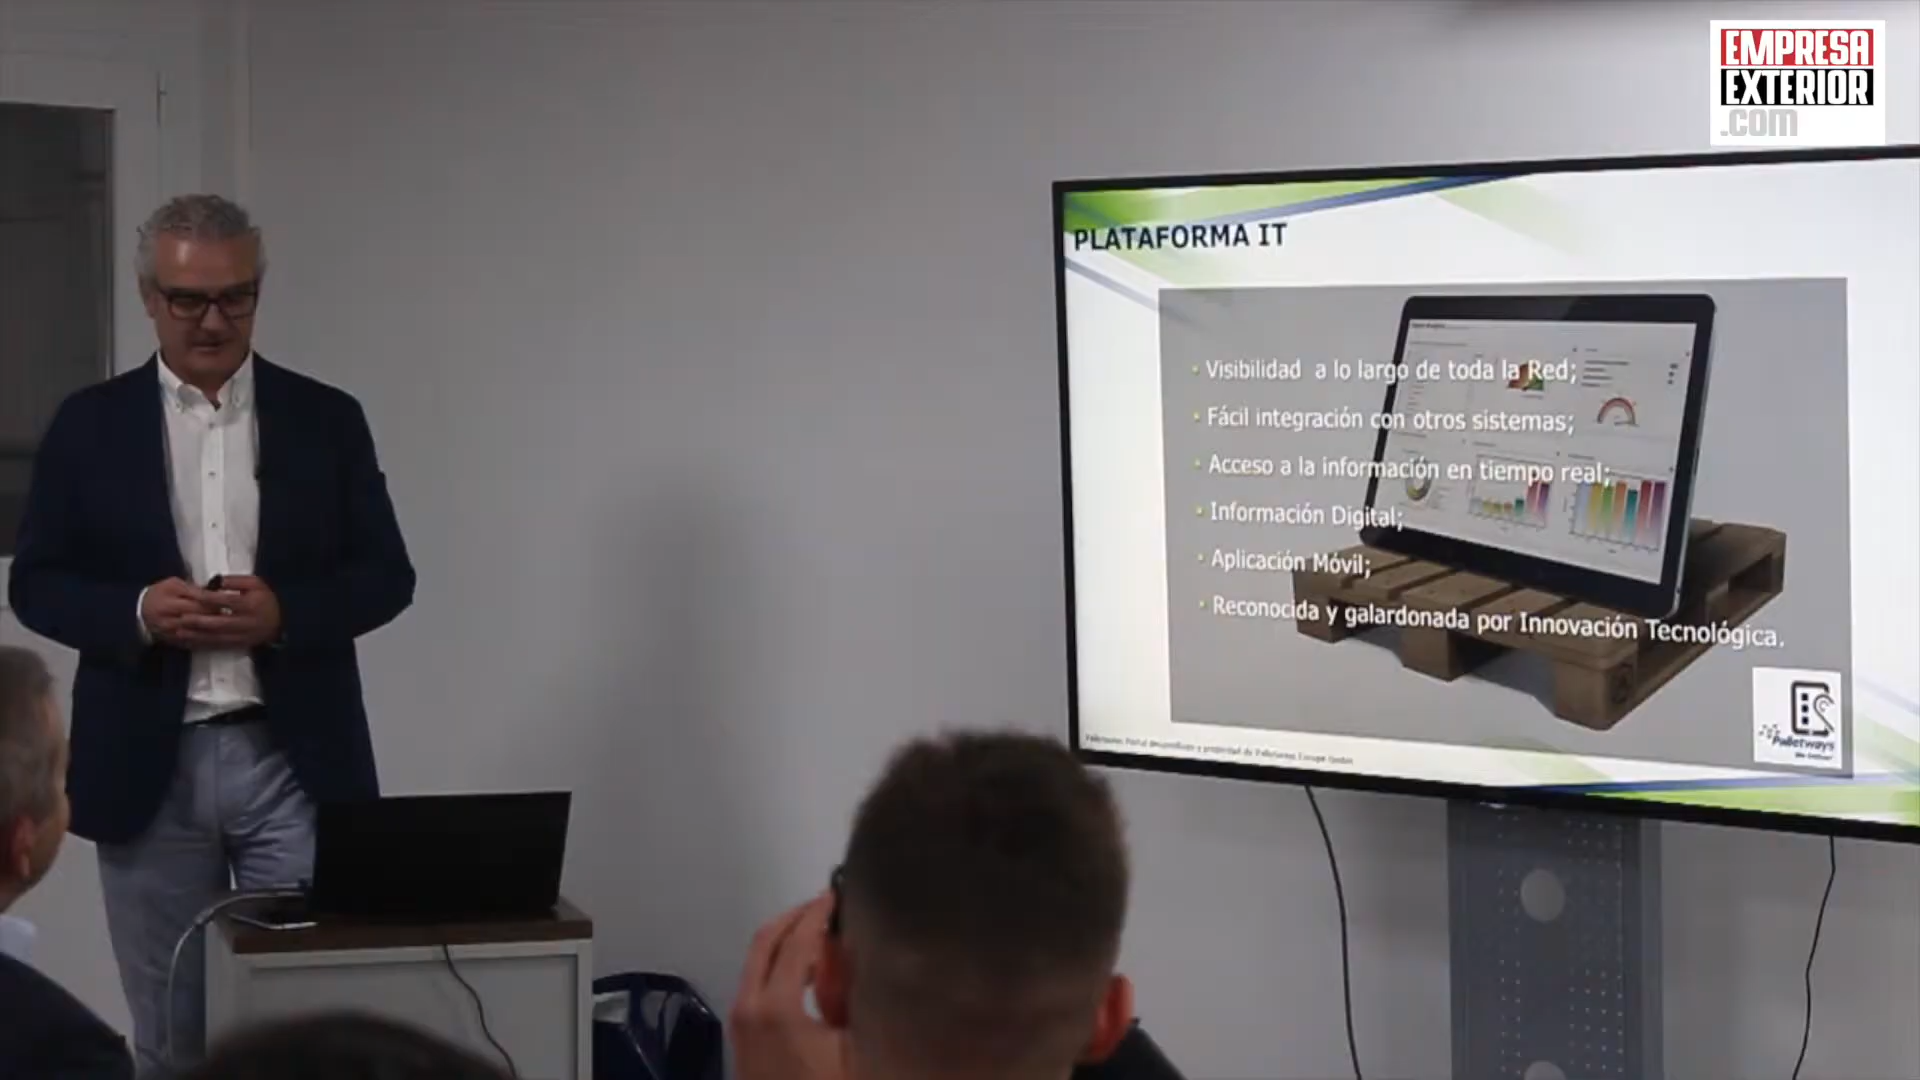 EMPRESA
EXTERIOR
.com
PLATAFORMA IT
• Visibilidad a lo largo de toda la Red;
• Fácil integración con otros sistemas;
• Acceso a la información en tiempo real;
• Información Digital;
• Aplicación Móvil;
• Reconocida y galardonada por Innovación Tecnológica.
Palletways